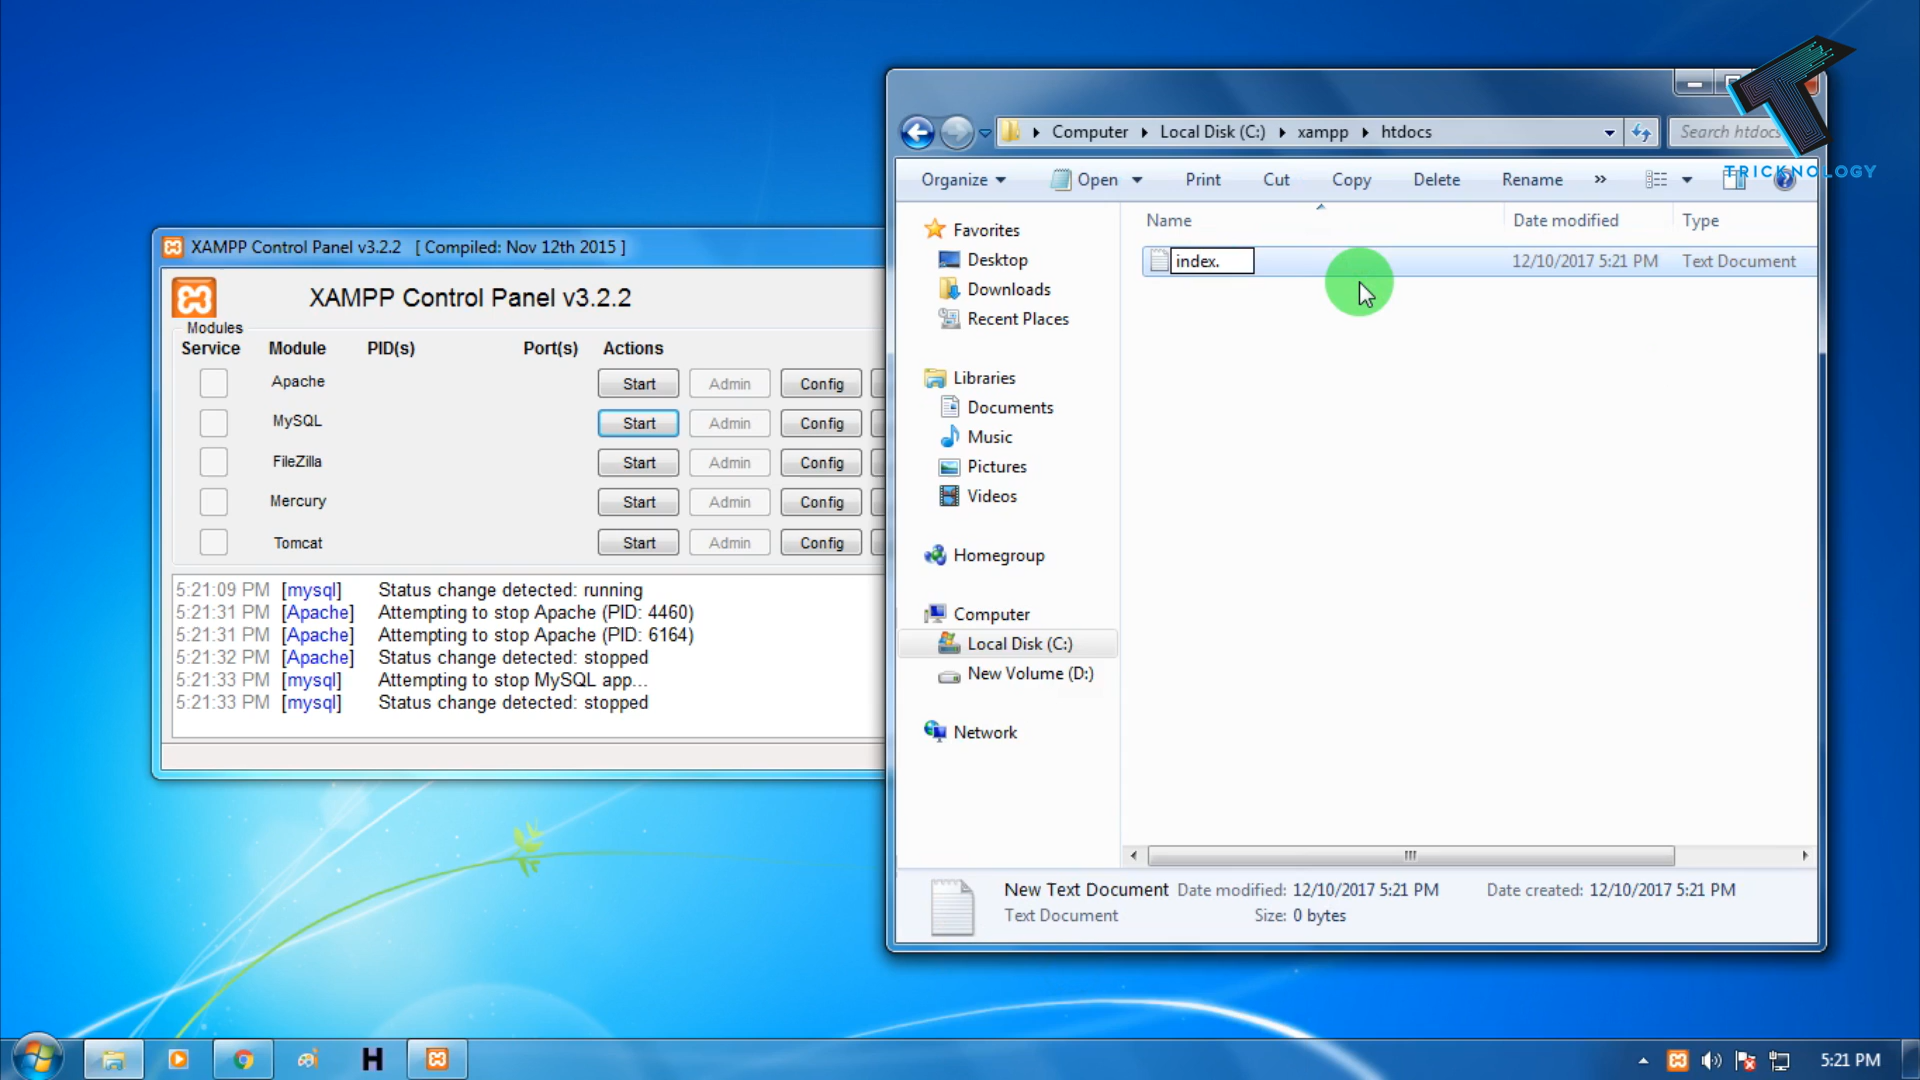 TRICKNOLOGY
Computer
Local Disk (C:)
xampp
htdocs
Search htdocs
Organize
Open
Print
Cut
Copy
Delete
Rename
»
Name
Date modified
Type
index.
12/10/2017 5:21 PM
Text Document
Favorites
Desktop
Downloads
Recent Places
Libraries
Documents
Music
Pictures
Videos
Homegroup
Computer
Local Disk (C:)
New Volume (D:)
Network
New Text Document Date modified: 12/10/2017 5:21 PM Date created: 12/10/2017 5:21 PM
Text Document Size: 0 bytes
XAMPP Control Panel v3.2.2 [ Compiled: Nov 12th 2015 ]
XAMPP Control Panel v3.2.2
Modules
Service Module PID(s) Port(s) Actions
Apache Start Admin Config
MySQL Start Admin Config
FileZilla Start Admin Config
Mercury Start Admin Config
Tomcat Start Admin Config
5:21:09 PM [mysql] Status change detected: running
5:21:31 PM [Apache] Attempting to stop Apache (PID: 4460)
5:21:31 PM [Apache] Attempting to stop Apache (PID: 6164)
5:21:32 PM [Apache] Status change detected: stopped
5:21:33 PM [mysql] Attempting to stop MySQL app...
5:21:33 PM [mysql] Status change detected: stopped
H
5:21 PM